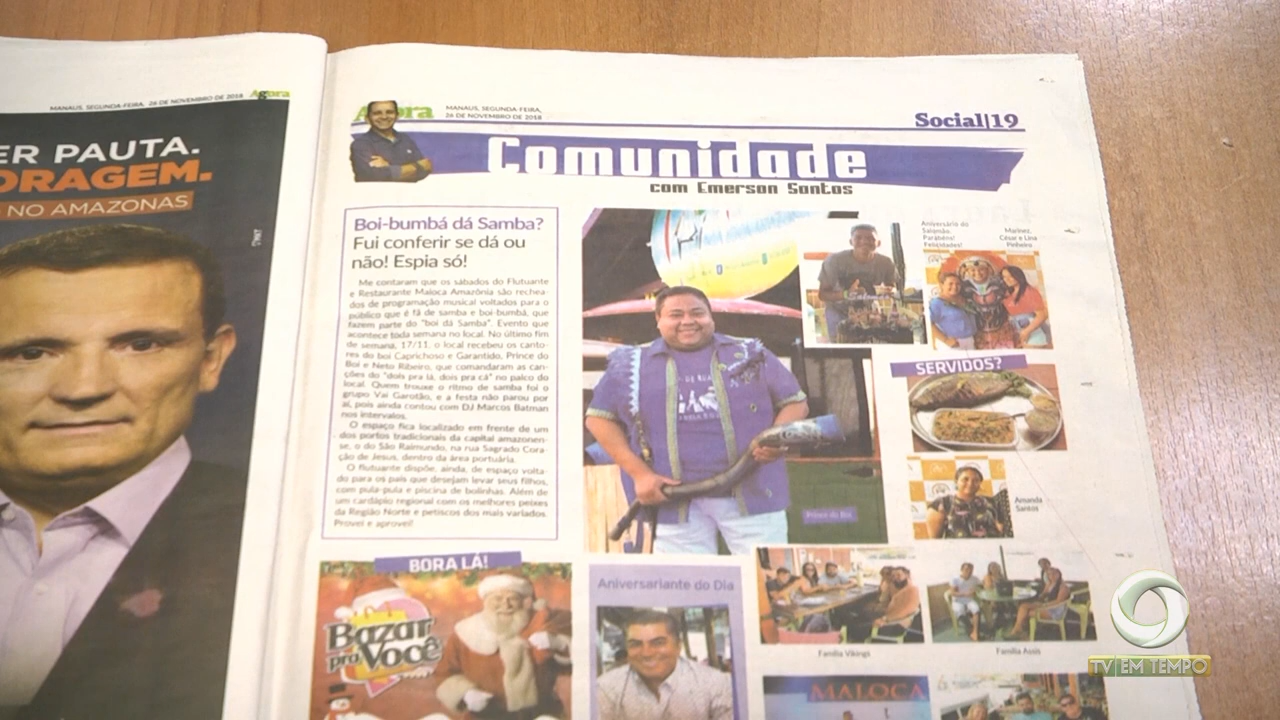 MANAUS, SEGUNDA-FEIRA, 26 DE NOVEMBRO DE 2018 Agora
ER PAUTA.
ORAGEM.
NO AMAZONAS
Agora
MANAUS, SEGUNDA-FEIRA,
26 DE NOVEMBRO DE 2018
Social|19
Comunidade
com Emerson Santos
Boi-bumbá dá Samba?
Fui conferir se dá ou
não! Espia só!
Me contaram que os sábados do Flutuante
e Restaurante Maloca Amazônia são rechea-
dos de programação musical voltados para o
público que é fã de samba e boi-bumbá, que
fazem parte do "boi dá Samba". Evento que
acontece toda semana no local. No último fim
de semana, 17/11, o local recebeu os canto-
res do boi Caprichoso e Garantido, Prince do
Boi e Neto Ribeiro, que comandaram as can-
ções do "dois pra lá, dois pra cá" no palco do
local. Quem trouxe o ritmo de samba foi o
grupo Vai Garotão, e a festa não parou por
aí, pois ainda contou com DJ Marcos Batman
nos intervalos.
O espaço fica localizado em frente de um
dos portos tradicionais da capital amazonen-
se, o do São Raimundo, na rua Sagrado Cora-
ção de Jesus, dentro da área portuária.
O flutuante dispõe, ainda, de espaço volta-
do para os pais que desejam levar seus filhos,
com pula-pula e piscina de bolinhas. Além de
um cardápio regional com os melhores peixes
da Região Norte e petiscos dos mais variados.
Provei e aprovei!
Prince do Boi
Aniversário do
Salomão.
Parabéns!
Felicidades!
Marinez,
César e Lina
Pinheiro
SERVIDOS?
Amanda
Santos
BORA LÁ!
Bazar
pra
Você
Aniversariante do Dia
Família Vikings
Família Assis
MALOCA
TV EM TEMPO